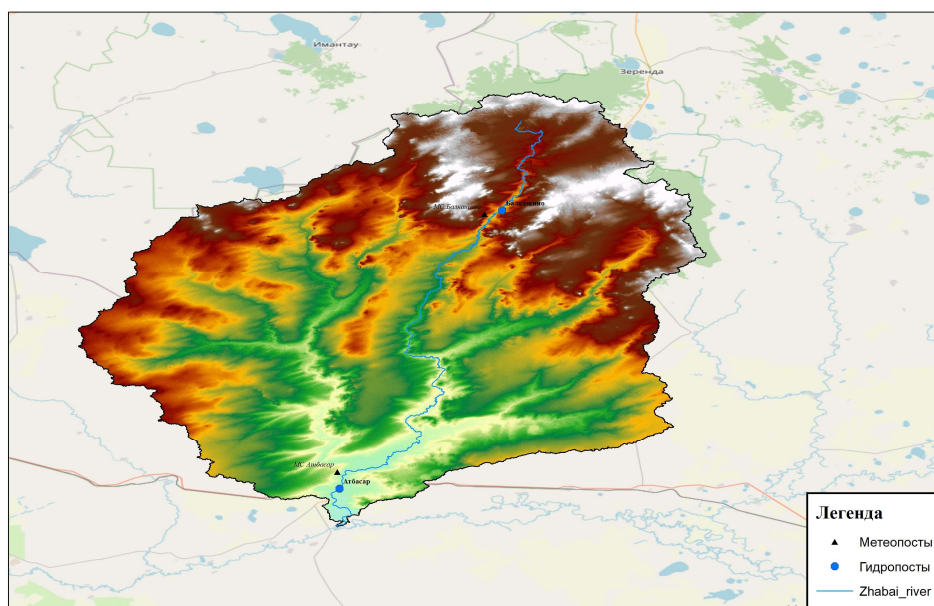 Имантау
Зеренда
МС Балкашино
Балкашино
МС Атбасар
Атбасар
Легенда
Метеопосты
Гидропосты
Zhabai_river